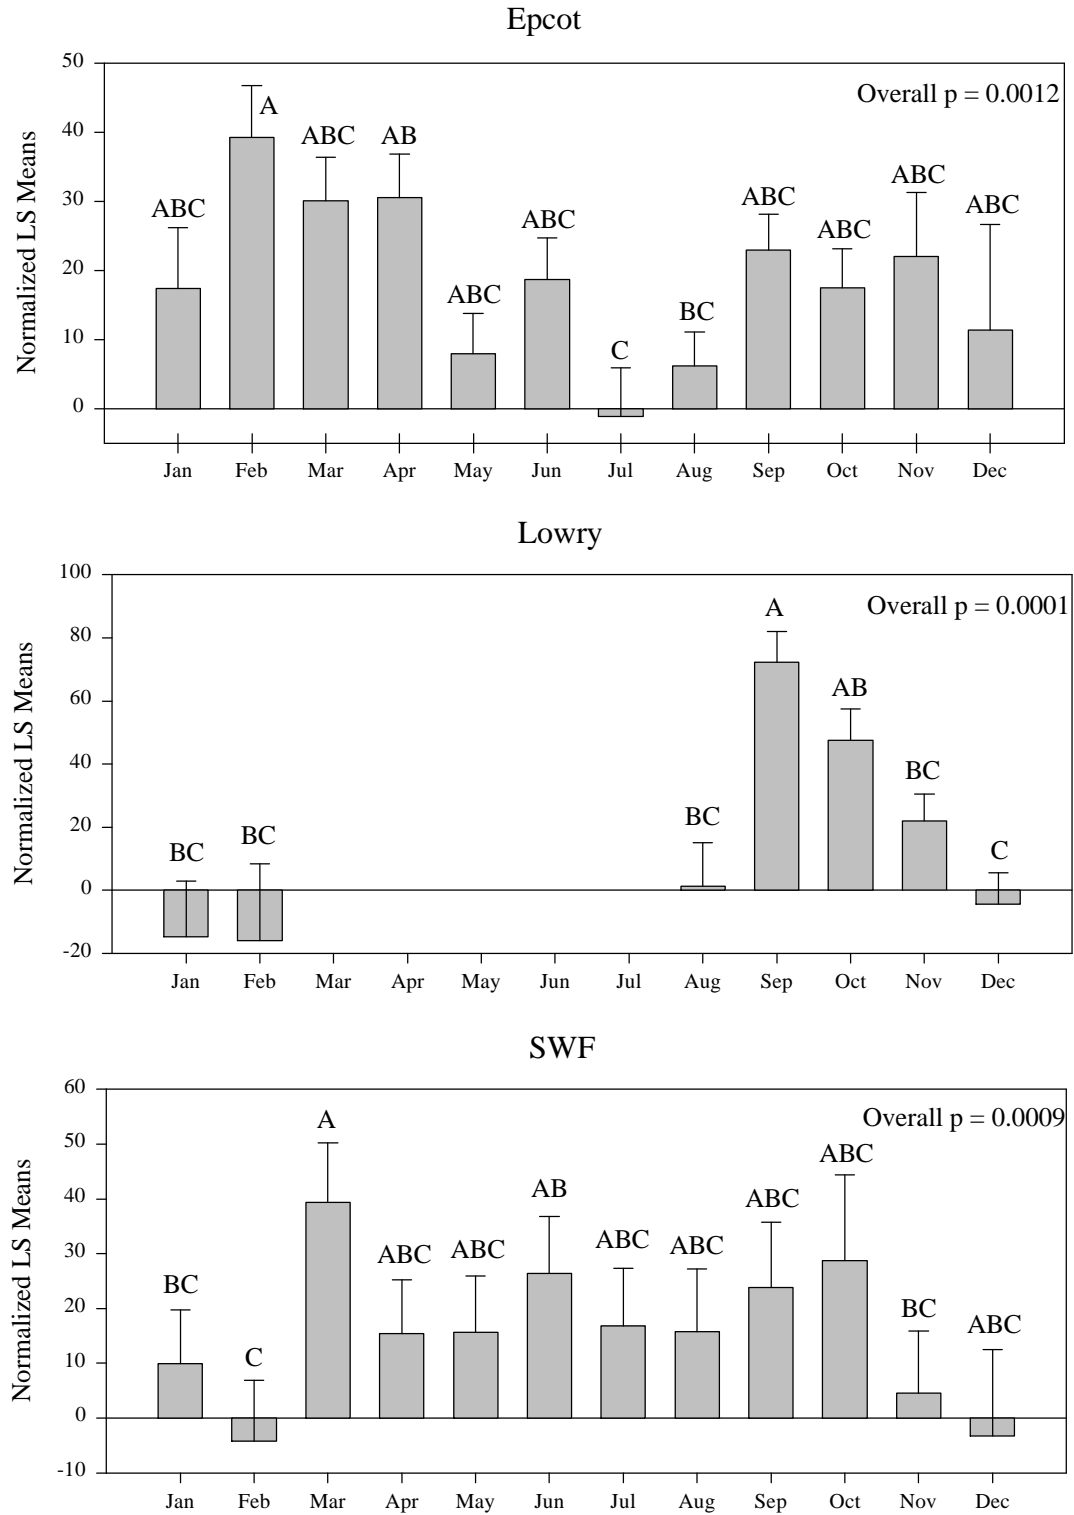 Epcot
Normalized LS Means
50
40
30
20
10
0
Overall p = 0.0012
ABC
A
ABC
AB
ABC
ABC
C
BC
ABC
ABC
ABC
ABC
Jan Feb Mar Apr May Jun Jul Aug Sep Oct Nov Dec
Lowry
Normalized LS Means
100
80
60
40
20
0
-20
Overall p = 0.0001
BC
BC
BC
A
AB
BC
C
Jan Feb Mar Apr May Jun Jul Aug Sep Oct Nov Dec
SWF
Normalized LS Means
60
50
40
30
20
10
0
-10
Overall p = 0.0009
BC
C
A
ABC
ABC
AB
ABC
ABC
ABC
ABC
BC
ABC
Jan Feb Mar Apr May Jun Jul Aug Sep Oct Nov Dec